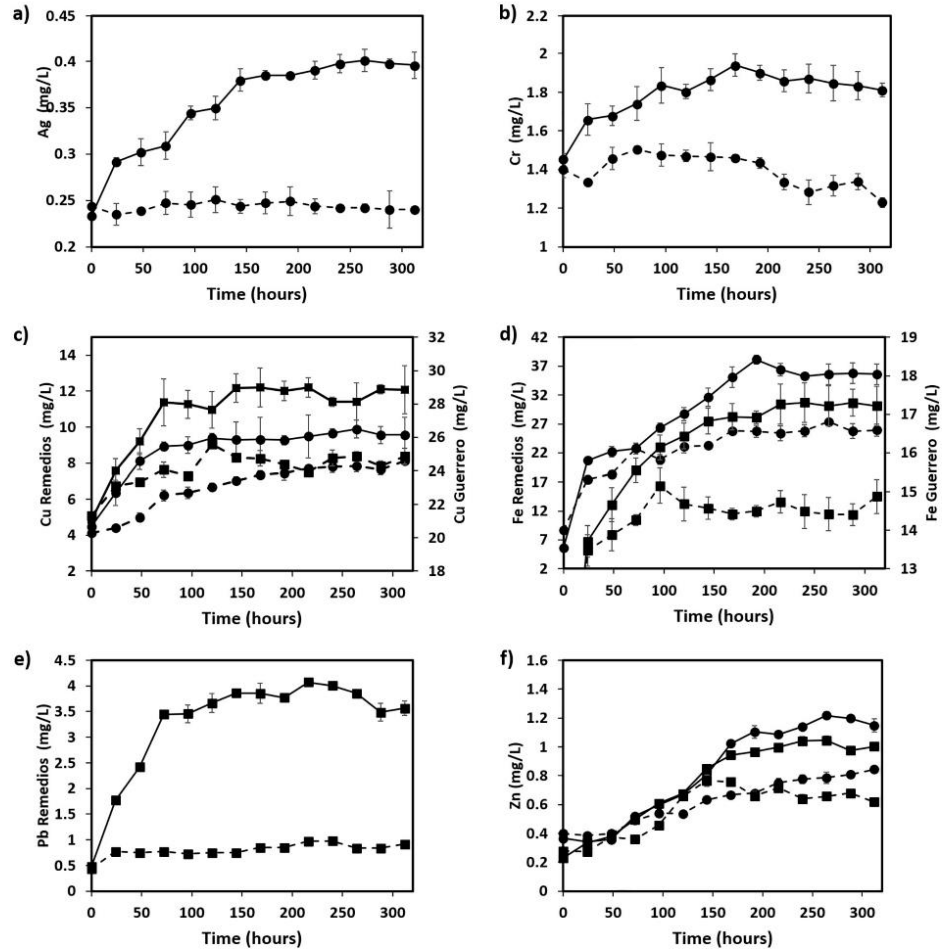 a)
0.45
0.4
0.35
0.3
0.25
0.2
Ag (mg/L)
0 50 100 150 200 250 300
Time (hours)
b)
2.2
2
1.8
1.6
1.4
1.2
1
Cr (mg/L)
0 50 100 150 200 250 300
Time (hours)
c)
14
12
10
8
6
4
2
Cu Remedios (mg/L)
32
30
28
26
24
22
20
18
Cu Guerrero (mg/L)
0 50 100 150 200 250 300
Time (hours)
d)
42
37
32
27
22
17
12
7
2
Fe Remedios (mg/L)
19
18
17
16
15
14
13
Fe Guerrero (mg/L)
0 50 100 150 200 250 300
Time (hours)
e)
4.5
4
3.5
3
2.5
2
1.5
1
0.5
0
Pb Remedios (mg/L)
0 50 100 150 200 250 300
Time (hours)
f)
1.6
1.4
1.2
1
0.8
0.6
0.4
0.2
0
Zn (mg/L)
0 50 100 150 200 250 300
Time (hours)